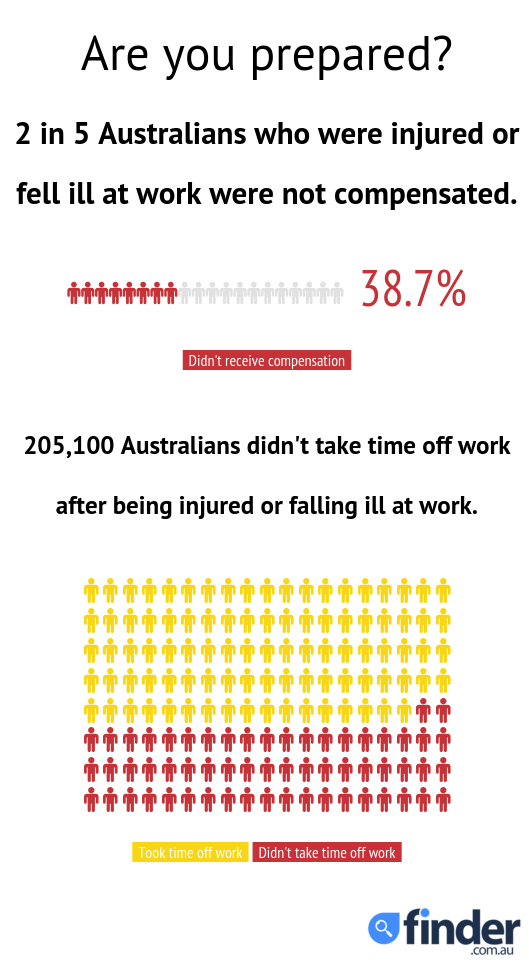 Are you prepared?
2 in 5 Australians who were injured or
fell ill at work were not compensated.
38.7%
Didn't receive compensation
205,100 Australians didn't take time off work
after being injured or falling ill at work.
Took time off work Didn't take time off work
finder
.com.au